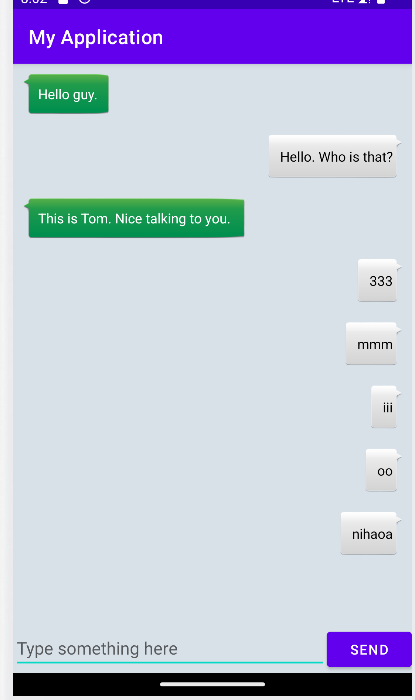 My Application
Hello guy.
Hello. Who is that?
This is Tom. Nice talking to you.
333
mmm
iii
oo
nihaoa
Type something here
SEND